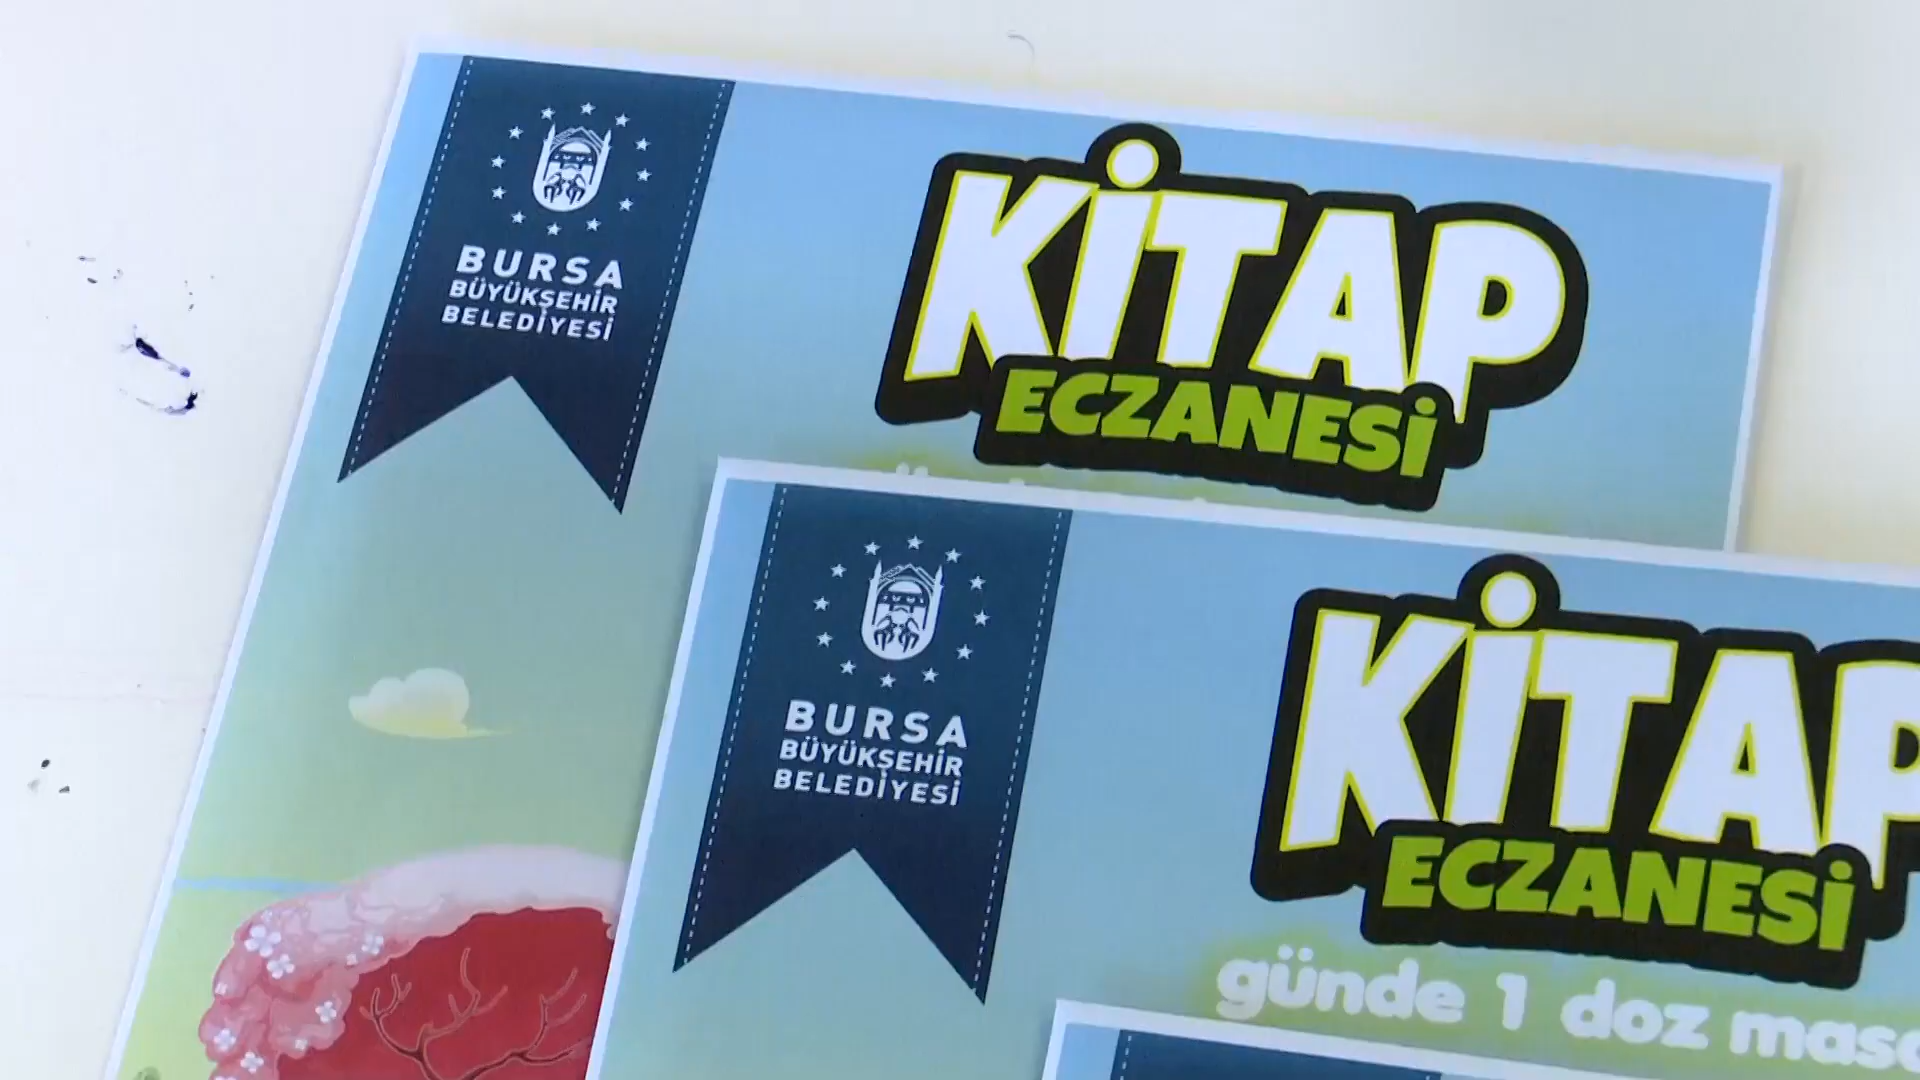 BURSA
BÜYÜKŞEHİR
BELEDİYESİ
KİTAP
ECZANESİ
BURSA
BÜYÜKŞEHİR
BELEDİYESİ
KİTAP
ECZANESİ
günde 1 doz